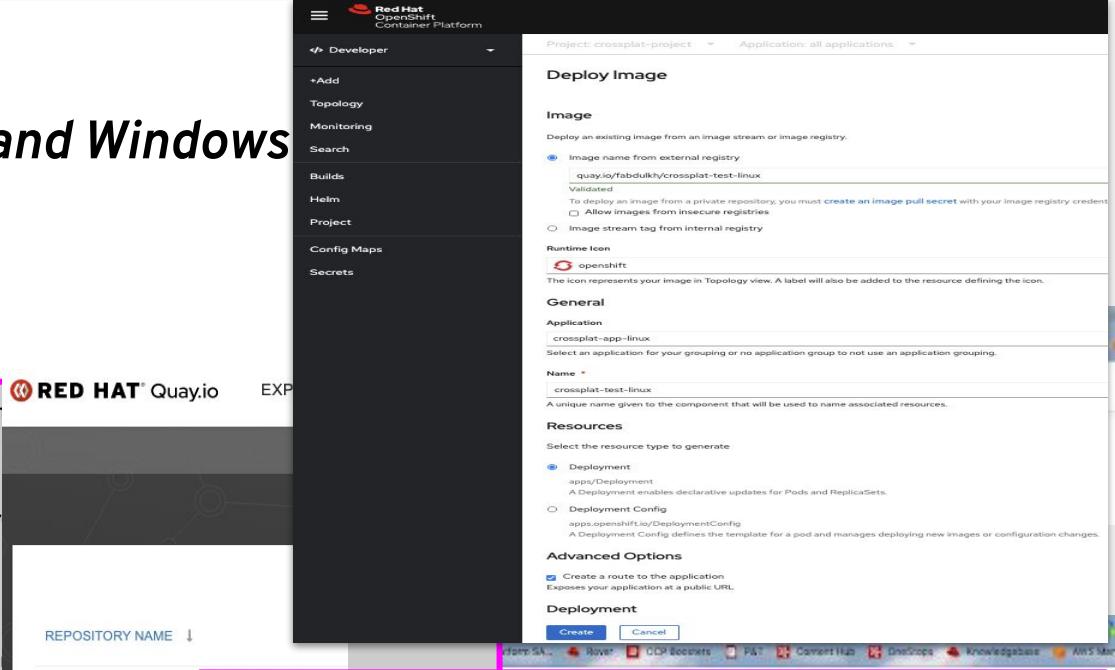 and Windows
Red Hat
OpenShift
Container Platform
</> Developer
+Add
Topology
Monitoring
Search
Builds
Helm
Project
Config Maps
Secrets
Project: crossplat-project
Application: all applications
Deploy Image
Image
Deploy an existing image from an image stream or image registry.
Image name from external registry
quay.io/fabdulkh/crossplat-test-linux
Validated
To deploy an image from a private repository, you must create an image pull secret with your image registry credent
Allow images from insecure registries
Image stream tag from internal registry
Runtime Icon
openshift
The icon represents your image in Topology view. A label will also be added to the resource defining the icon.
General
Application
crossplat-app-linux
Select an application for your grouping or no application group to not use an application grouping.
Name *
crossplat-test-linux
A unique name given to the component that will be used to name associated resources.
Resources
Select the resource type to generate
Deployment
apps/Deployment
A Deployment enables declarative updates for Pods and ReplicaSets.
Deployment Config
apps.openshift.io/DeploymentConfig
A Deployment Config defines the template for a pod and manages deploying new images or configuration changes.
Advanced Options
Create a route to the application
Exposes your application at a public URL
Deployment
Create
Cancel
RED HAT Quay.io
EXP
REPOSITORY NAME ↓
Rover
OCP Boosters
P&T
Content Hub
OneStops
Knowledgebase
AWS Mar